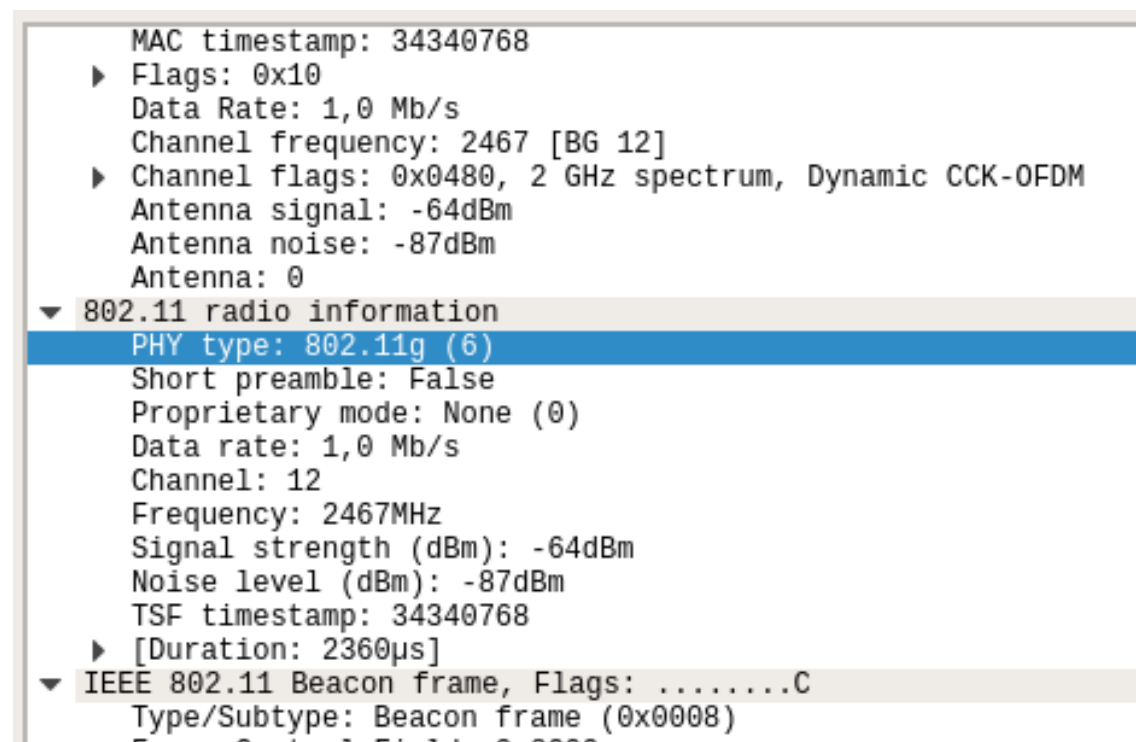 MAC timestamp: 34340768
Flags: 0x10
Data Rate: 1,0 Mb/s
Channel frequency: 2467 [BG 12]
Channel flags: 0x0480, 2 GHz spectrum, Dynamic CCK-OFDM
Antenna signal: -64dBm
Antenna noise: -87dBm
Antenna: 0
802.11 radio information
PHY type: 802.11g (6)
Short preamble: False
Proprietary mode: None (0)
Data rate: 1,0 Mb/s
Channel: 12
Frequency: 2467MHz
Signal strength (dBm): -64dBm
Noise level (dBm): -87dBm
TSF timestamp: 34340768
[Duration: 2360µs]
IEEE 802.11 Beacon frame, Flags: ........C
Type/Subtype: Beacon frame (0x0008)